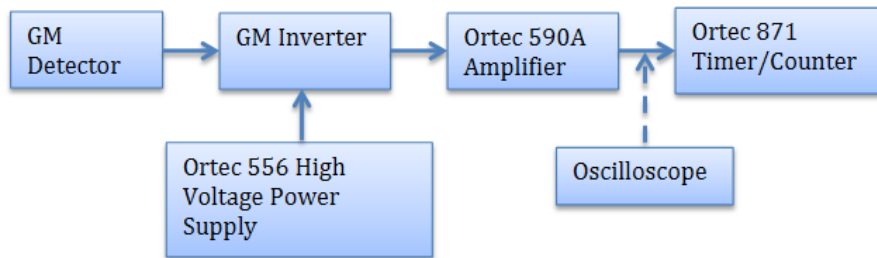 GM
Detector
GM Inverter
Ortec 590A
Amplifier
Ortec 871
Timer/Counter
Ortec 556 High
Voltage Power
Supply
Oscilloscope